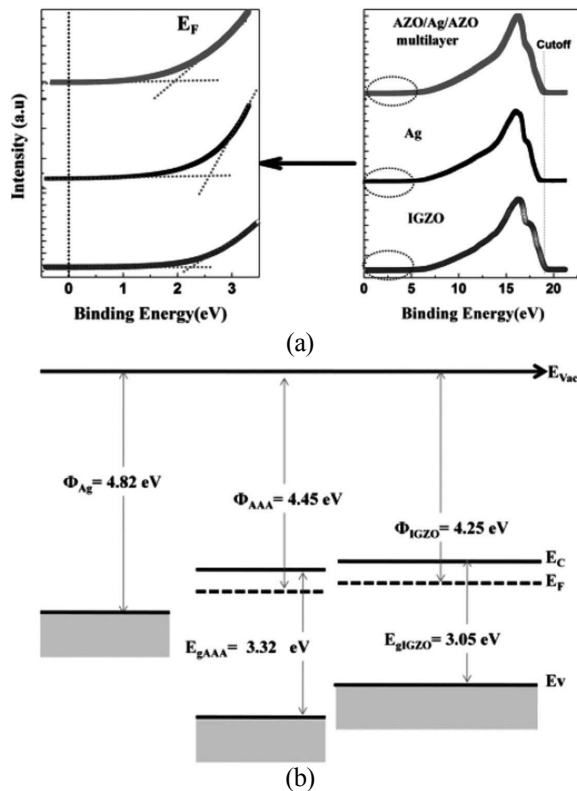 E_F
Intensity (a.u)
0 1 2 3
Binding Energy(eV)
AZO/Ag/AZO
multilayer
Cutoff
Ag
IGZO
0 5 10 15 20
Binding Energy(eV)
(a)
E_Vac
Φ_Ag= 4.82 eV
Φ_AAA= 4.45 eV
Φ_IGZO= 4.25 eV
E_C
E_F
E_gAAA= 3.32 eV
E_gIGZO= 3.05 eV
Ev
(b)